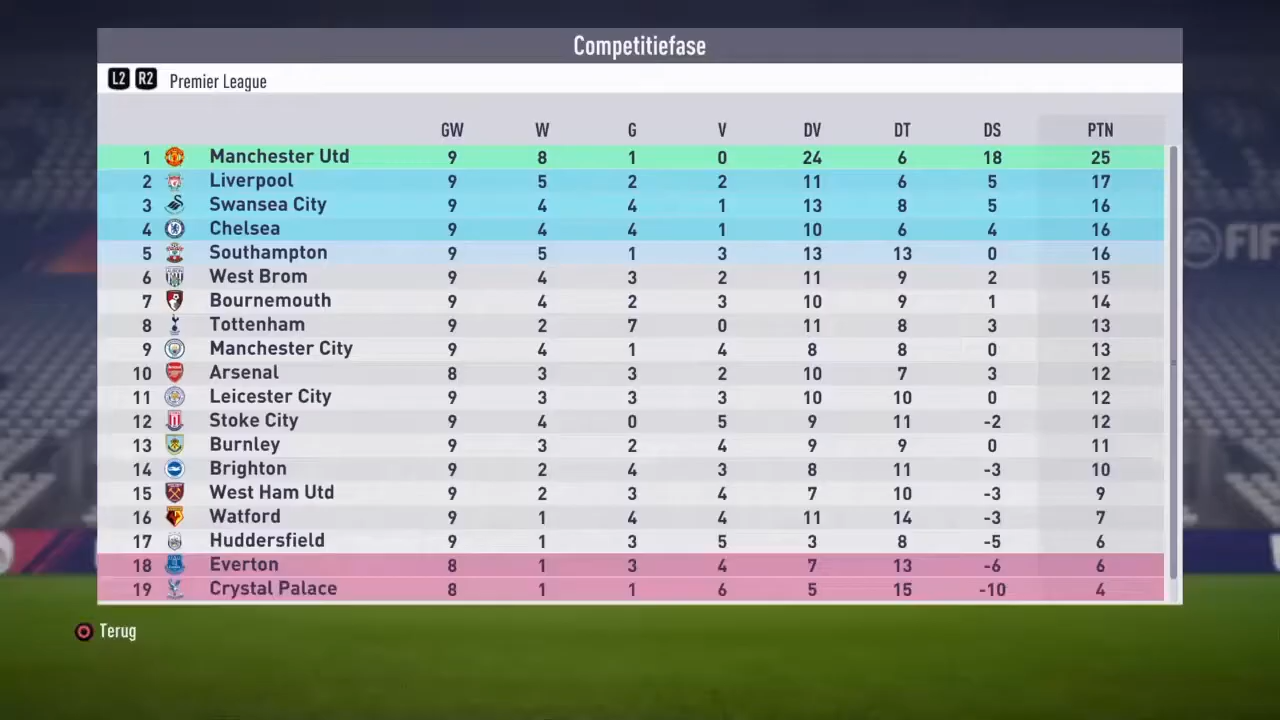 Competitiefase
L2 R2 Premier League
GW W G V DV DT DS PTN
1 Manchester Utd 9 8 1 0 24 6 18 25
2 Liverpool 9 5 2 2 11 6 5 17
3 Swansea City 9 4 4 1 13 8 5 16
4 Chelsea 9 4 4 1 10 6 4 16
5 Southampton 9 5 1 3 13 13 0 16
6 West Brom 9 4 3 2 11 9 2 15
7 Bournemouth 9 4 2 3 10 9 1 14
8 Tottenham 9 2 7 0 11 8 3 13
9 Manchester City 9 4 1 4 8 8 0 13
10 Arsenal 8 3 3 2 10 7 3 12
11 Leicester City 9 3 3 3 10 10 0 12
12 Stoke City 9 4 0 5 9 11 -2 12
13 Burnley 9 3 2 4 9 9 0 11
14 Brighton 9 2 4 3 8 11 -3 10
15 West Ham Utd 9 2 3 4 7 10 -3 9
16 Watford 9 1 4 4 11 14 -3 7
17 Huddersfield 9 1 3 5 3 8 -5 6
18 Everton 8 1 3 4 7 13 -6 6
19 Crystal Palace 8 1 1 6 5 15 -10 4
Terug
EA FIF